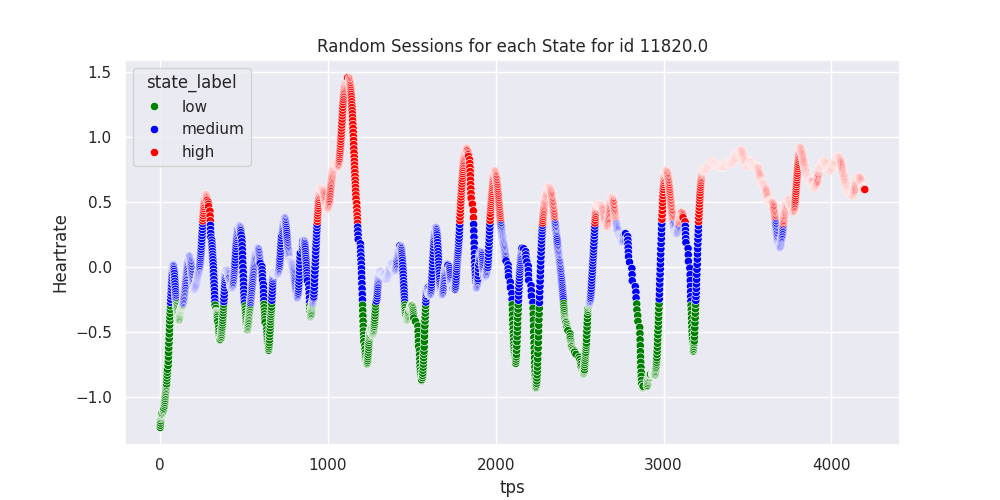 Random Sessions for each State for id 11820.0
state_label
low
medium
high
Heartrate
1.5
1.0
0.5
0.0
−0.5
−1.0
0
1000
2000
3000
4000
tps